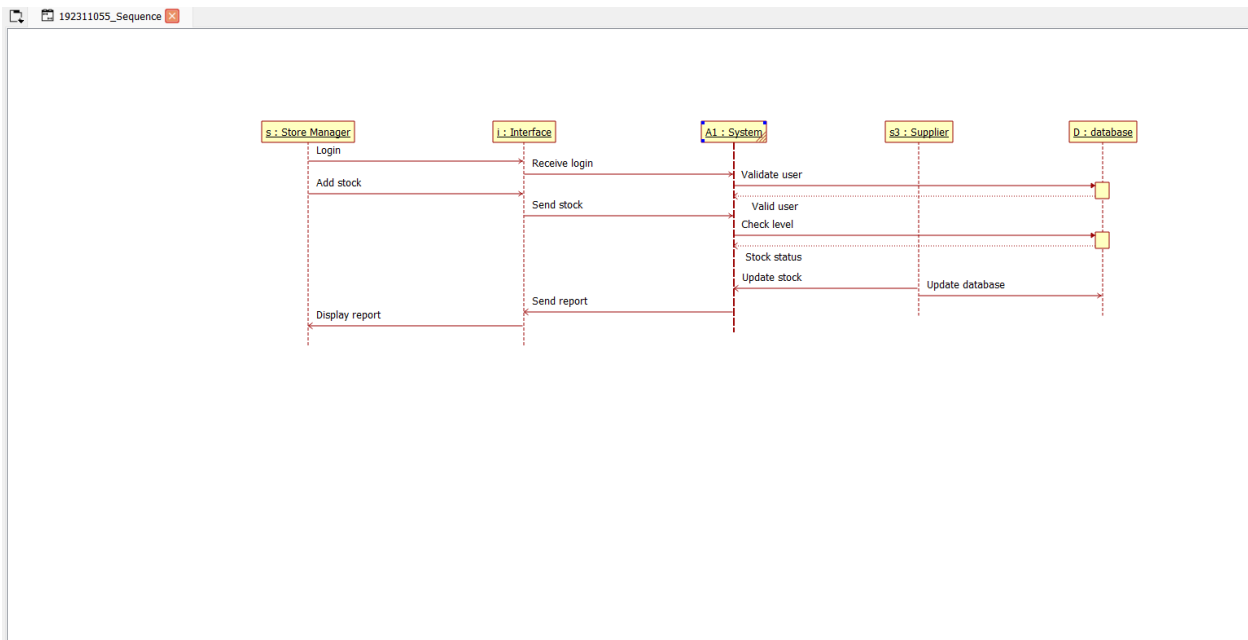 192311055_Sequence
s : Store Manager
i : Interface
A1 : System
s3 : Supplier
D : database
Login
Receive login
Validate user
Add stock
Send stock
Valid user
Check level
Stock status
Update stock
Update database
Send report
Display report